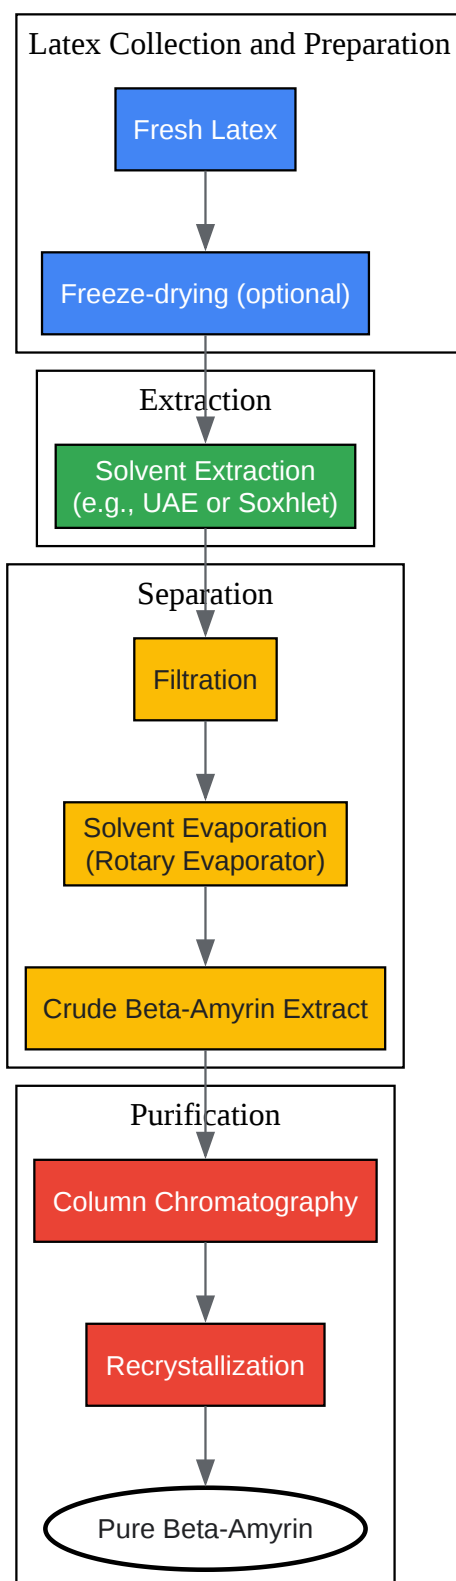 Latex Collection and Preparation
Fresh Latex
Freeze-drying (optional)
Extraction
Solvent Extraction
(e.g., UAE or Soxhlet)
Separation
Filtration
Solvent Evaporation
(Rotary Evaporator)
Crude Beta-Amyrin Extract
Purification
Column Chromatography
Recrystallization
Pure Beta-Amyrin